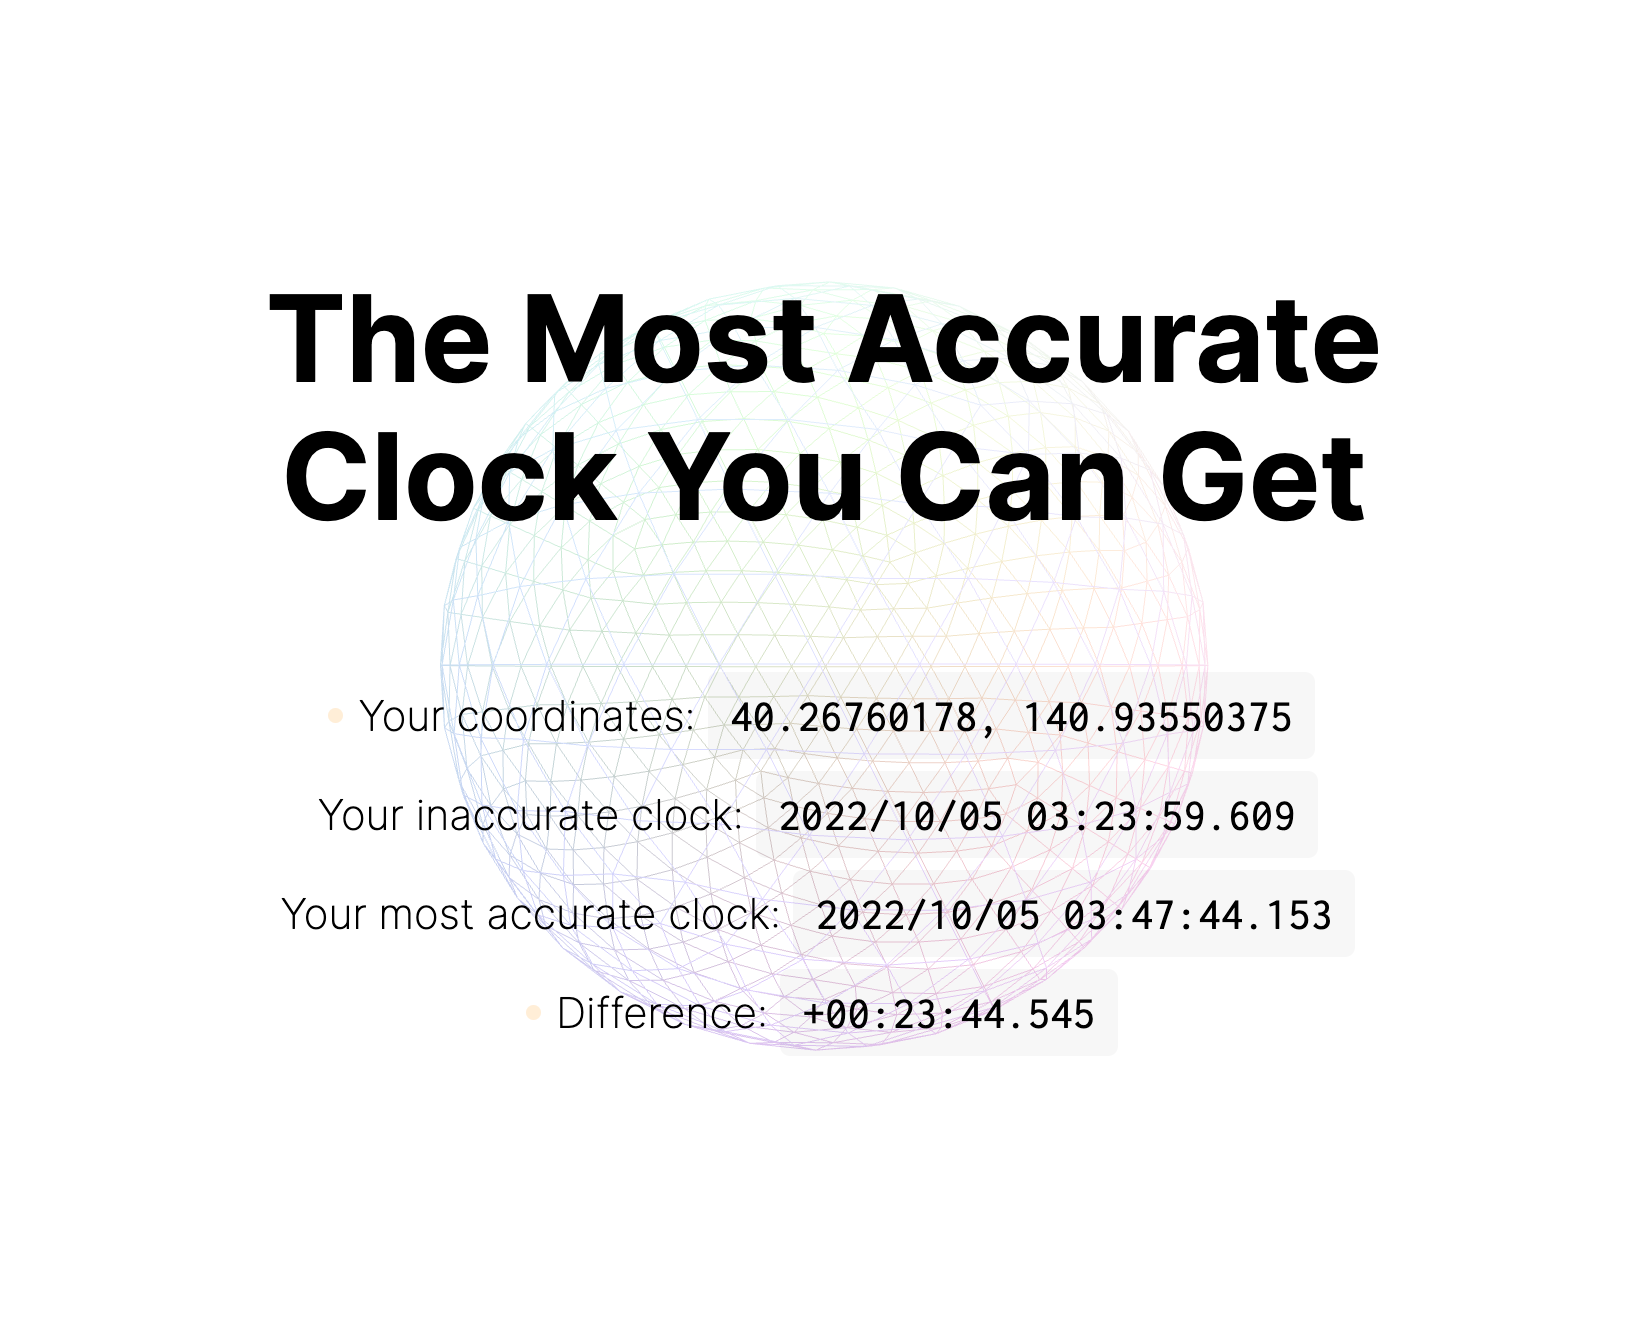 The Most Accurate
Clock You Can Get
Your coordinates: 40.26760178, 140.93550375
Your inaccurate clock: 2022/10/05 03:23:59.609
Your most accurate clock: 2022/10/05 03:47:44.153
Difference: +00:23:44.545